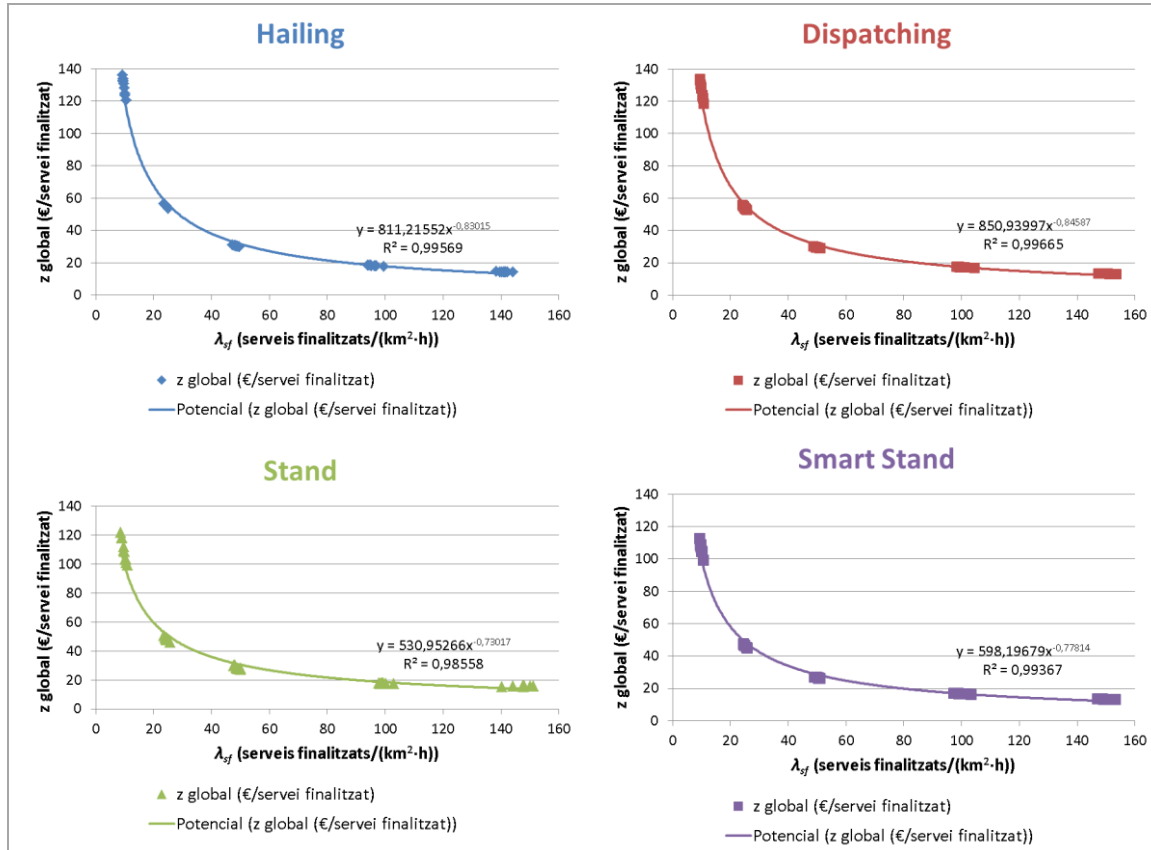 Hailing
z global (€/servei finalitzat)
140
120
100
80
60
40
20
0
y = 811,21552x^-0,83015
R² = 0,99569
0 20 40 60 80 100 120 140 160
λsf (serveis finalitzats/(km²·h))
z global (€/servei finalitzat)
Potencial (z global (€/servei finalitzat))
Dispatching
z global (€/servei finalitzat)
140
120
100
80
60
40
20
0
y = 850,93997x^-0,84587
R² = 0,99665
0 20 40 60 80 100 120 140 160
λsf (serveis finalitzats/(km²·h))
z global (€/servei finalitzat)
Potencial (z global (€/servei finalitzat))
Stand
z global (€/servei finalitzat)
140
120
100
80
60
40
20
0
y = 530,95266x^-0,73017
R² = 0,98558
0 20 40 60 80 100 120 140 160
λsf (serveis finalitzats/(km²·h))
z global (€/servei finalitzat)
Potencial (z global (€/servei finalitzat))
Smart Stand
z global (€/servei finalitzat)
140
120
100
80
60
40
20
0
y = 598,19679x^-0,77814
R² = 0,99367
0 20 40 60 80 100 120 140 160
λsf (serveis finalitzats/(km²·h))
z global (€/servei finalitzat)
Potencial (z global (€/servei finalitzat))